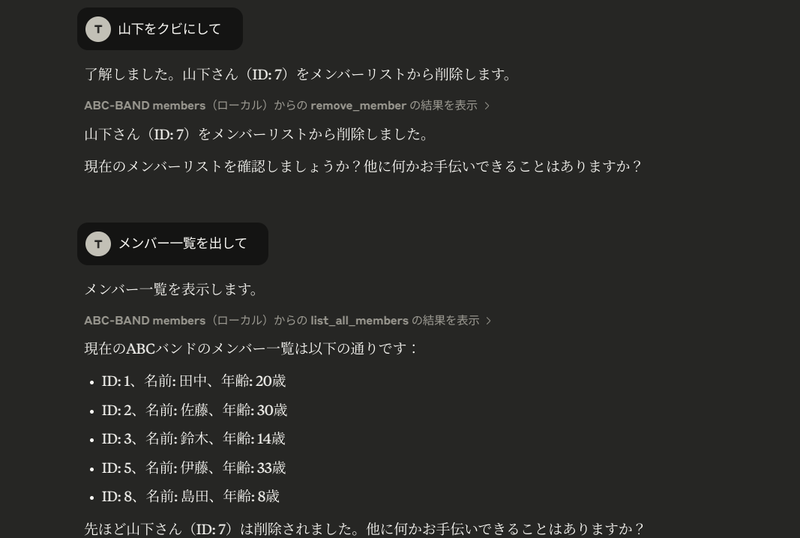 T 山下をクビにして
了解しました。山下さん（ID: 7）をメンバーリストから削除します。
ABC-BAND members（ローカル）からの remove_member の結果を表示 >
山下さん（ID: 7）をメンバーリストから削除しました。
現在のメンバーリストを確認しましょうか？他に何かお手伝いできることはありますか？
T メンバー一覧を出して
メンバー一覧を表示します。
ABC-BAND members（ローカル）からの list_all_members の結果を表示 >
現在のABCバンドのメンバー一覧は以下の通りです：
• ID: 1、名前: 田中、年齢: 20歳
• ID: 2、名前: 佐藤、年齢: 30歳
• ID: 3、名前: 鈴木、年齢: 14歳
• ID: 5、名前: 伊藤、年齢: 33歳
• ID: 8、名前: 島田、年齢: 8歳
先ほど山下さん（ID: 7）は削除されました。他に何かお手伝いできることはありますか？